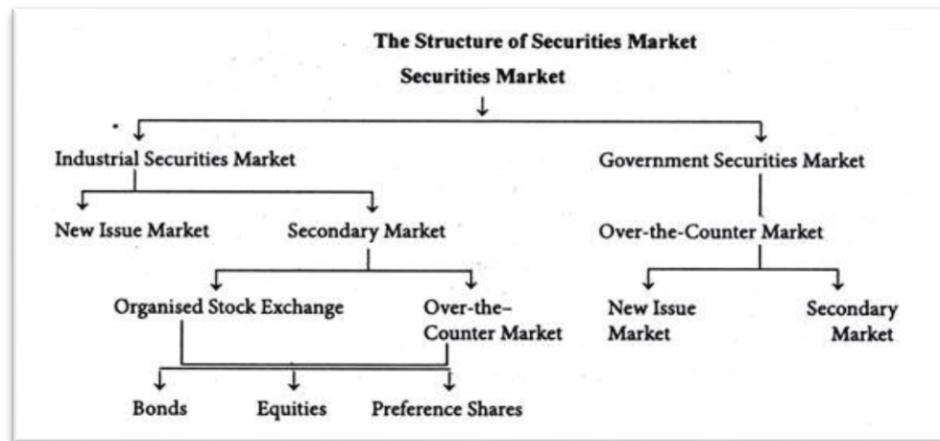 The Structure of Securities Market
Securities Market
Industrial Securities Market
Government Securities Market
New Issue Market
Secondary Market
Over-the-Counter Market
Organised Stock Exchange
Over-the-
Counter Market
New Issue
Market
Secondary
Market
Bonds
Equities
Preference Shares